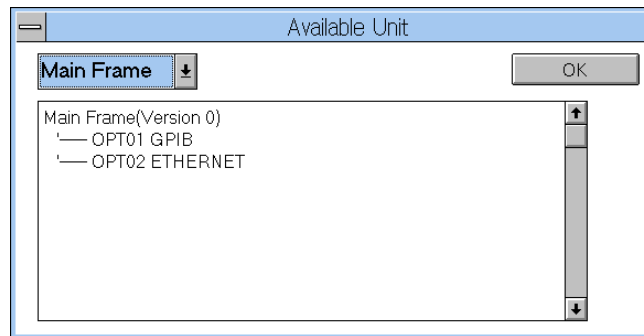 Available Unit
Main Frame
OK
Main Frame(Version 0)
'── OPT01 GPIB
'── OPT02 ETHERNET